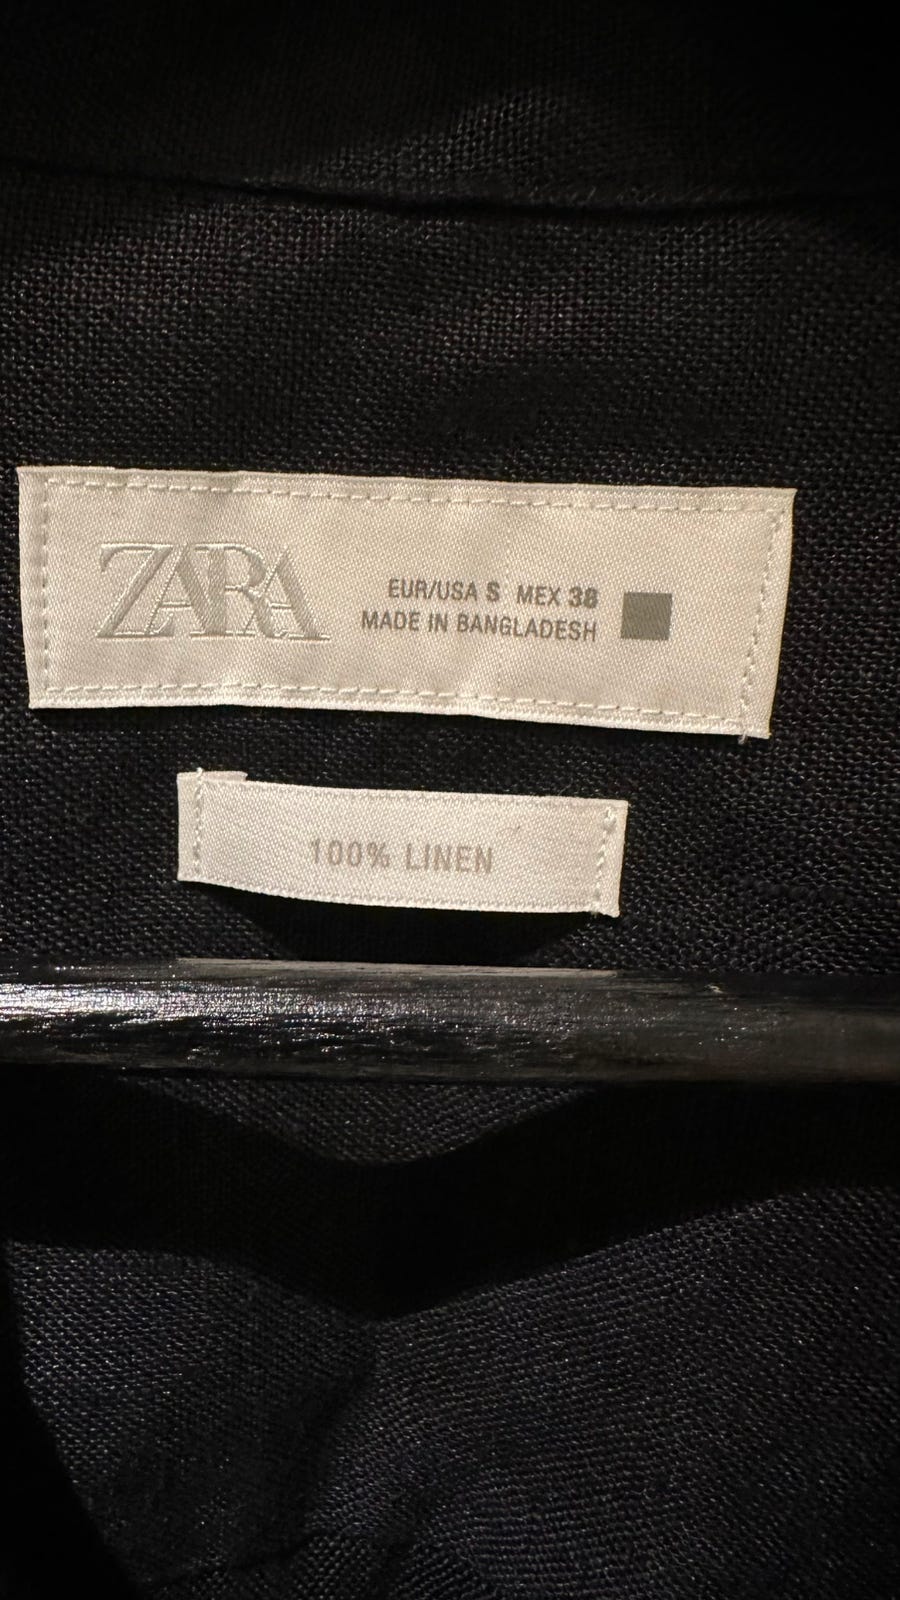 ZARA
EUR/USA S MEX 38
MADE IN BANGLADESH
100% LINEN